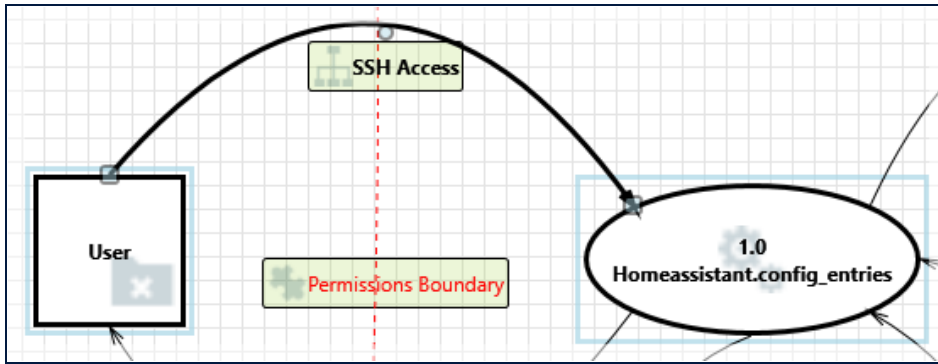 SSH Access
User
Permissions Boundary
1.0
Homeassistant.config_entries